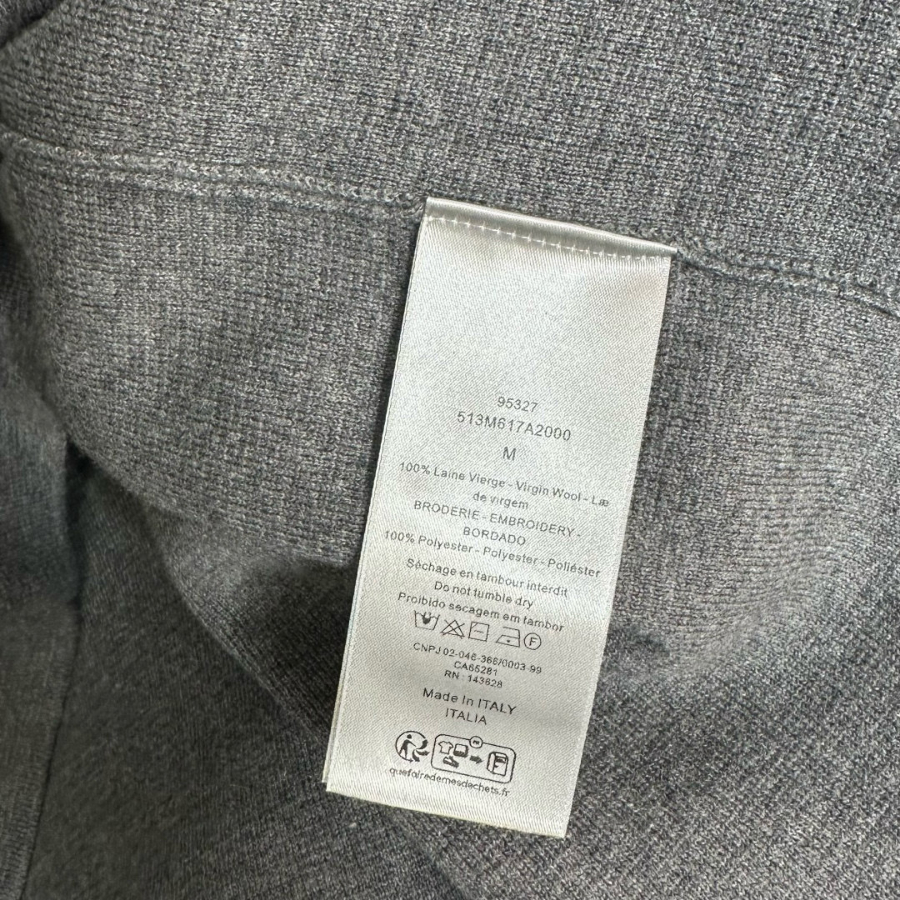 95327
513M617A2000
M
100% Laine Vierge - Virgin Wool - Læ
de virgem
BRODERIE - EMBROIDERY -
BORDADO
100% Polyester - Polyester - Poliéster
Séchage en tambour interdit
Do not tumble dry
Proibido secagem em tambor
F
CNPJ 02-046-366/0003-99
CA65281
RN : 143828
Made In ITALY
ITALIA
FR
quefairedemesdechets.fr